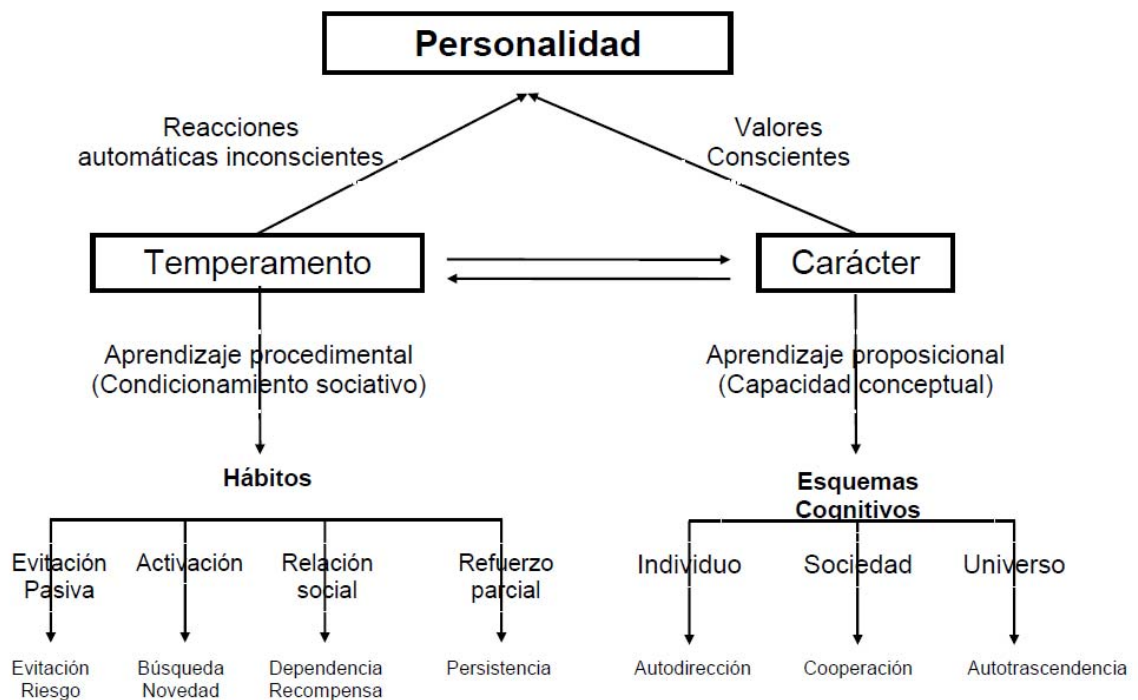 Personalidad
Reacciones
automáticas inconscientes
Valores
Conscientes
Temperamento
Carácter
Aprendizaje procedimental
(Condicionamiento sociativo)
Aprendizaje proposicional
(Capacidad conceptual)
Hábitos
Esquemas
Cognitivos
Evitación
Pasiva
Activación
Relación
social
Refuerzo
parcial
Individuo
Sociedad
Universo
Evitación
Riesgo
Búsqueda
Novedad
Dependencia
Recompensa
Persistencia
Autodirección
Cooperación
Autotrascendencia